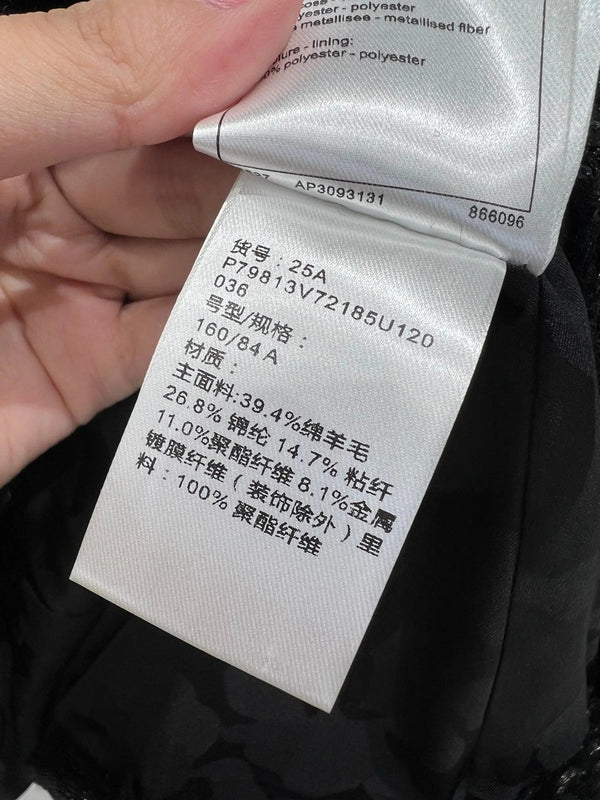 polyester - polyester
metallisee - metallised fiber
- lining:
polyester - polyester
AP3093131
866096
货号：25A
P79813V72185U120
036
号型/规格：
160/84 A
材质：
主面料:39.4%绵羊毛
26.8% 锦纶 14.7% 粘纤
11.0%聚酯纤维 8.1%金属
镀膜纤维（装饰除外）里
料：100% 聚酯纤维